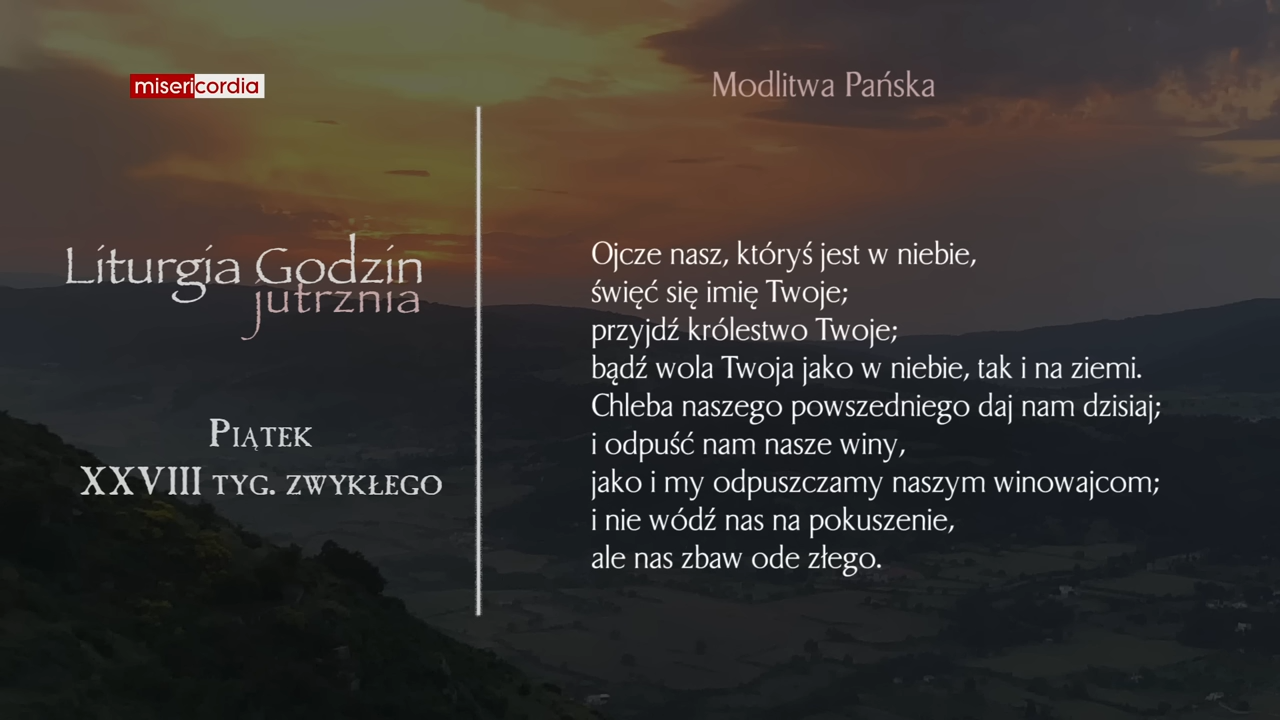 misericordia
Liturgia Godzin
jutrznia
Piątek
XXVIII tyg. zwykłego
Modlitwa Pańska
Ojcze nasz, któryś jest w niebie,
święć się imię Twoje;
przyjdź królestwo Twoje;
bądź wola Twoja jako w niebie, tak i na ziemi.
Chleba naszego powszedniego daj nam dzisiaj;
i odpuść nam nasze winy,
jako i my odpuszczamy naszym winowajcom;
i nie wódź nas na pokuszenie,
ale nas zbaw ode złego.